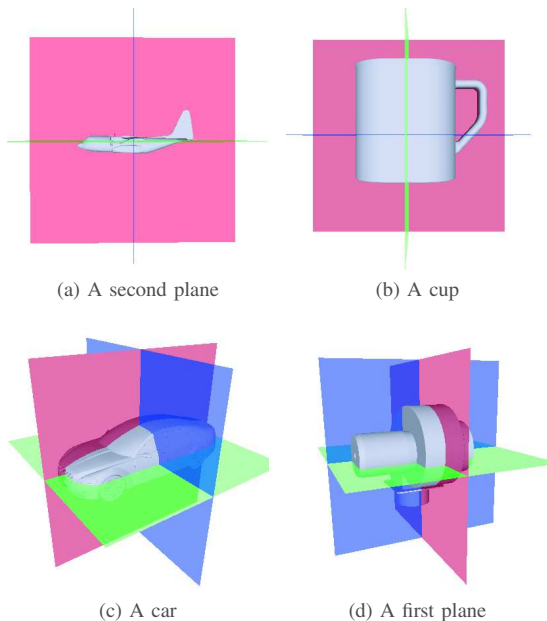 (a) A second plane
(b) A cup
(c) A car
(d) A first plane